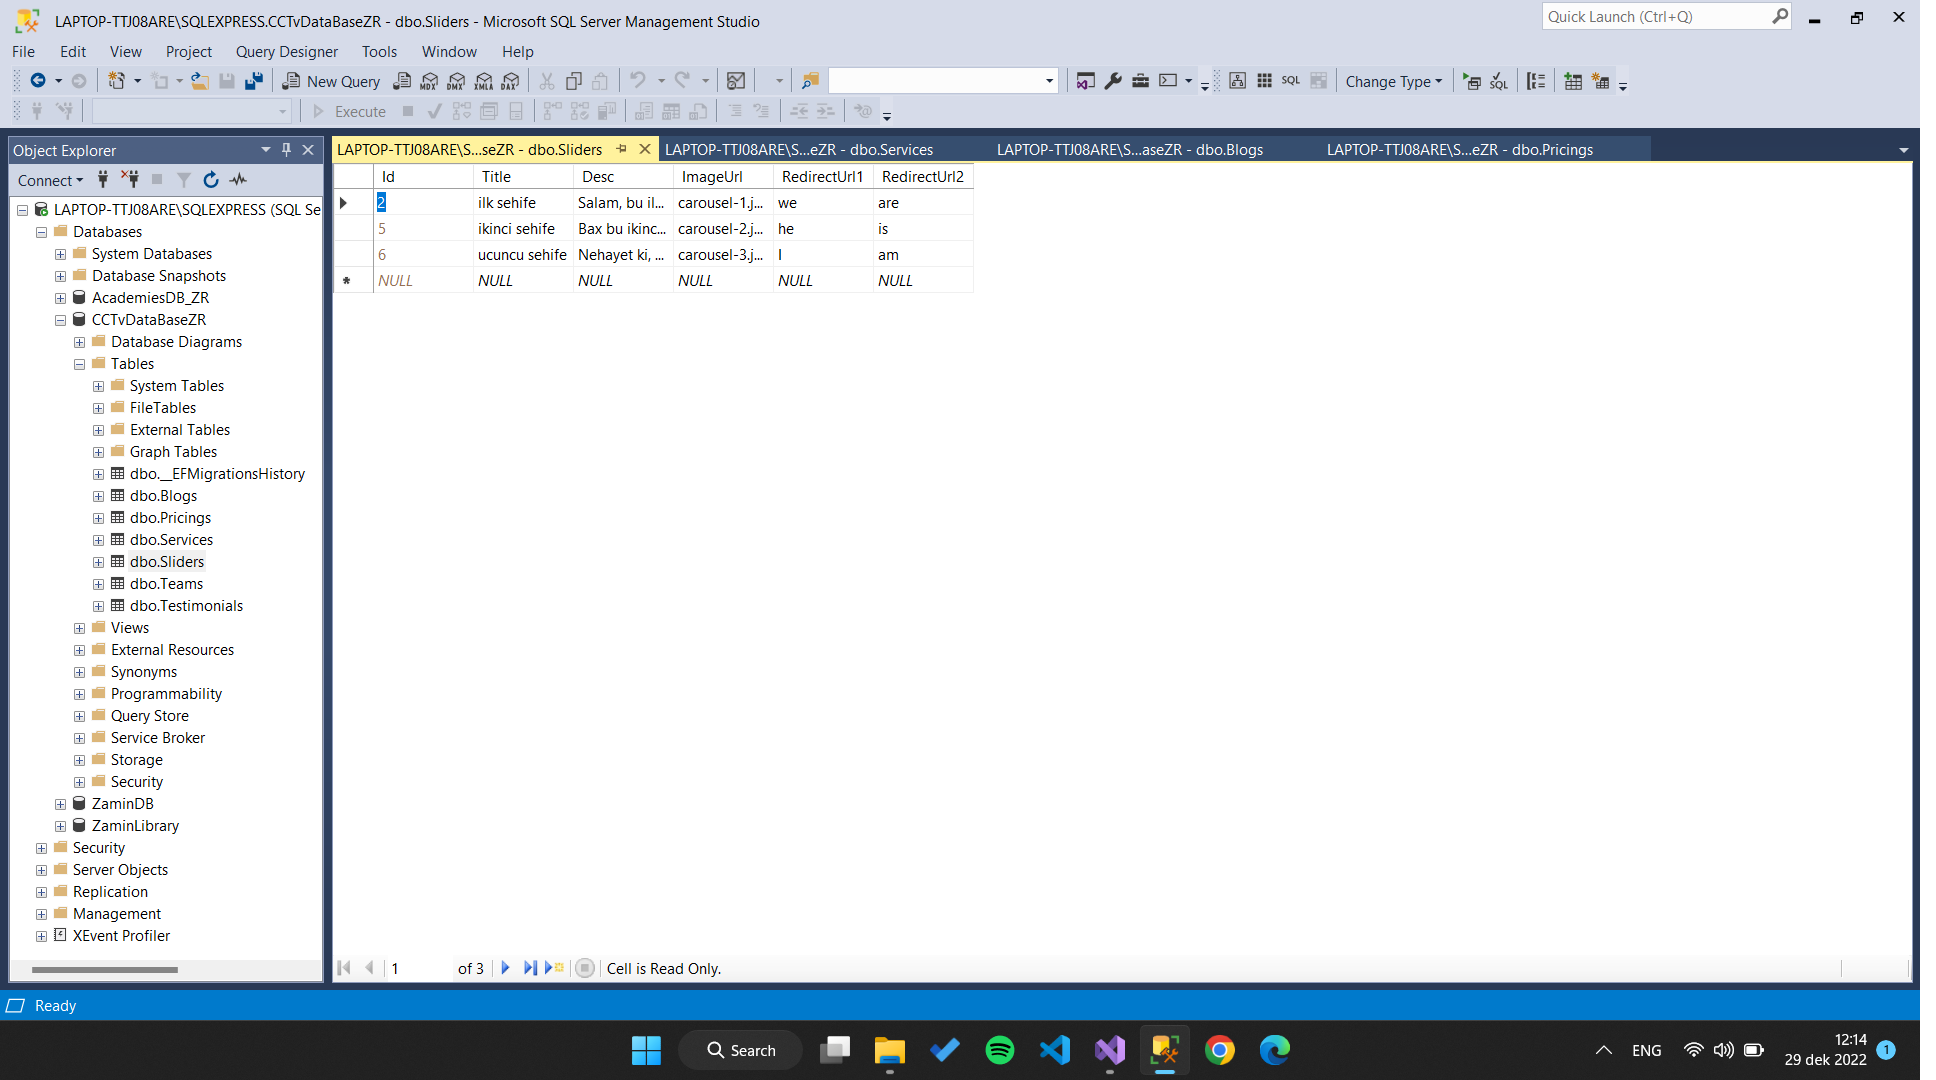 LAPTOP-TTJ08ARE\SQLEXPRESS.CCTvDataBaseZR - dbo.Sliders - Microsoft SQL Server Management Studio
Quick Launch (Ctrl+Q)
File Edit View Project Query Designer Tools Window Help
New Query MDX DMX XMLA DAX SQL Change Type SQL
Execute
Object Explorer
LAPTOP-TTJ08ARE\S...seZR - dbo.Sliders LAPTOP-TTJ08ARE\S...eZR - dbo.Services LAPTOP-TTJ08ARE\S...aseZR - dbo.Blogs LAPTOP-TTJ08ARE\S...eZR - dbo.Pricings
Connect
LAPTOP-TTJ08ARE\SQLEXPRESS (SQL Se
Databases
System Databases
Database Snapshots
AcademiesDB_ZR
CCTvDataBaseZR
Database Diagrams
Tables
System Tables
FileTables
External Tables
Graph Tables
dbo.__EFMigrationsHistory
dbo.Blogs
dbo.Pricings
dbo.Services
dbo.Sliders
dbo.Teams
dbo.Testimonials
Views
External Resources
Synonyms
Programmability
Query Store
Service Broker
Storage
Security
ZaminDB
ZaminLibrary
Security
Server Objects
Replication
Management
XEvent Profiler
Id Title Desc ImageUrl RedirectUrl1 RedirectUrl2
2 ilk sehife Salam, bu il... carousel-1.j... we are
5 ikinci sehife Bax bu ikinc... carousel-2.j... he is
6 ucuncu sehife Nehayet ki, ... carousel-3.j... I am
NULL NULL NULL NULL NULL NULL
1 of 3 Cell is Read Only.
Ready
Search
ENG
12:14
29 dek 2022
1